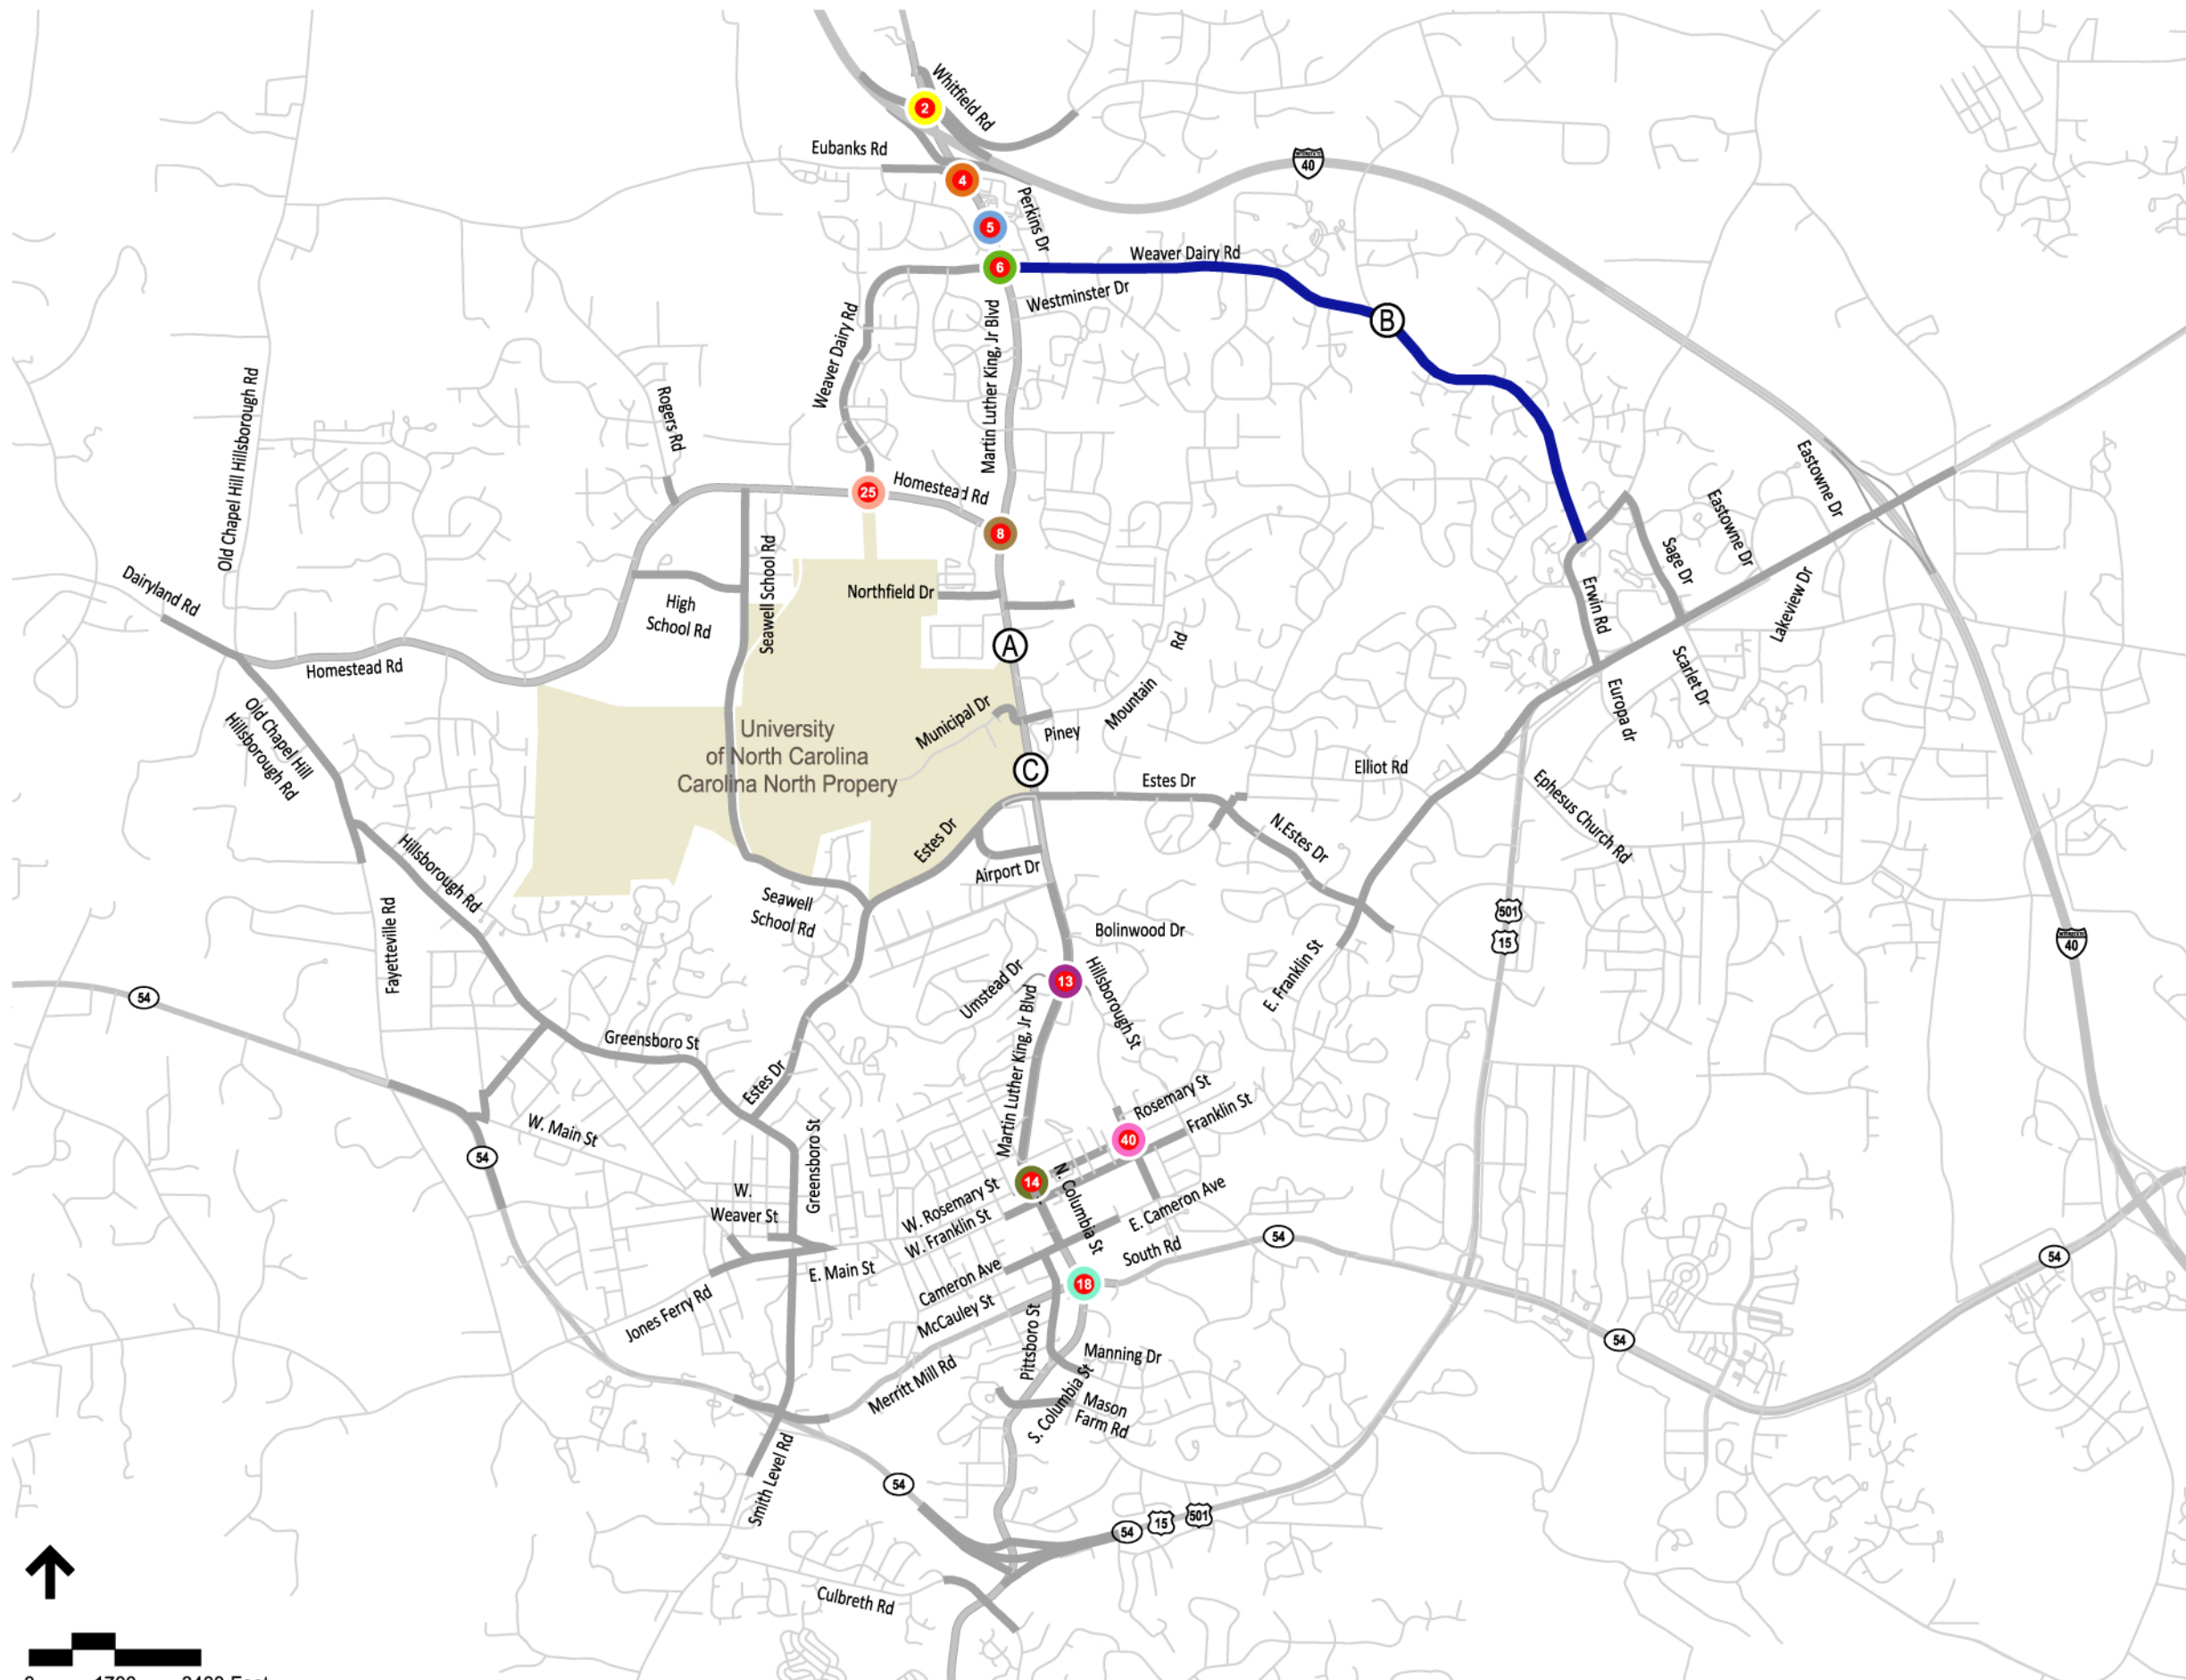 Whitfield Rd
2
Eubanks Rd
INTERSTATE
40
4
Perkins Dr
5
Weaver Dairy Rd
6
Westminster Dr
B
Martin Luther King, Jr Blvd
Weaver Dairy Rd
Old Chapel Hill Hillsborough Rd
Rogers Rd
Homestead Rd
25
8
Eastowne Dr
Eastowne Dr
Sage Dr
Dairyland Rd
High
School Rd
Seawell School Rd
Northfield Dr
Erwin Rd
Lakeview Dr
A
Homestead Rd
Scarlet Dr
Europa dr
Old Chapel Hill
Hillsborough Rd
University
of North Carolina
Carolina North Propery
Municipal Dr
Piney
Mountain
Rd
C
Estes Dr
Elliot Rd
Ephesus Church Rd
N.Estes Dr
Estes Dr
Airport Dr
Hillsborough Rd
Seawell
School Rd
Fayetteville Rd
Bolinwood Dr
501
15
40
E. Franklin St
Umstead Dr
13
Hillsborough St
54
Greensboro St
Estes Dr
Martin Luther King, Jr Blvd
Rosemary St
Franklin St
40
W. Main St
54
Greensboro St
14
N. Columbia St
W. Rosemary St
W. Franklin St
E. Cameron Ave
W.
Weaver St
South Rd
54
54
E. Main St
Cameron Ave
18
McCauley St
Jones Ferry Rd
Pittsboro St
54
Manning Dr
Merritt Mill Rd
S. Columbia St
Mason
Farm Rd
Smith Level Rd
54
54
15
501
Culbreth Rd